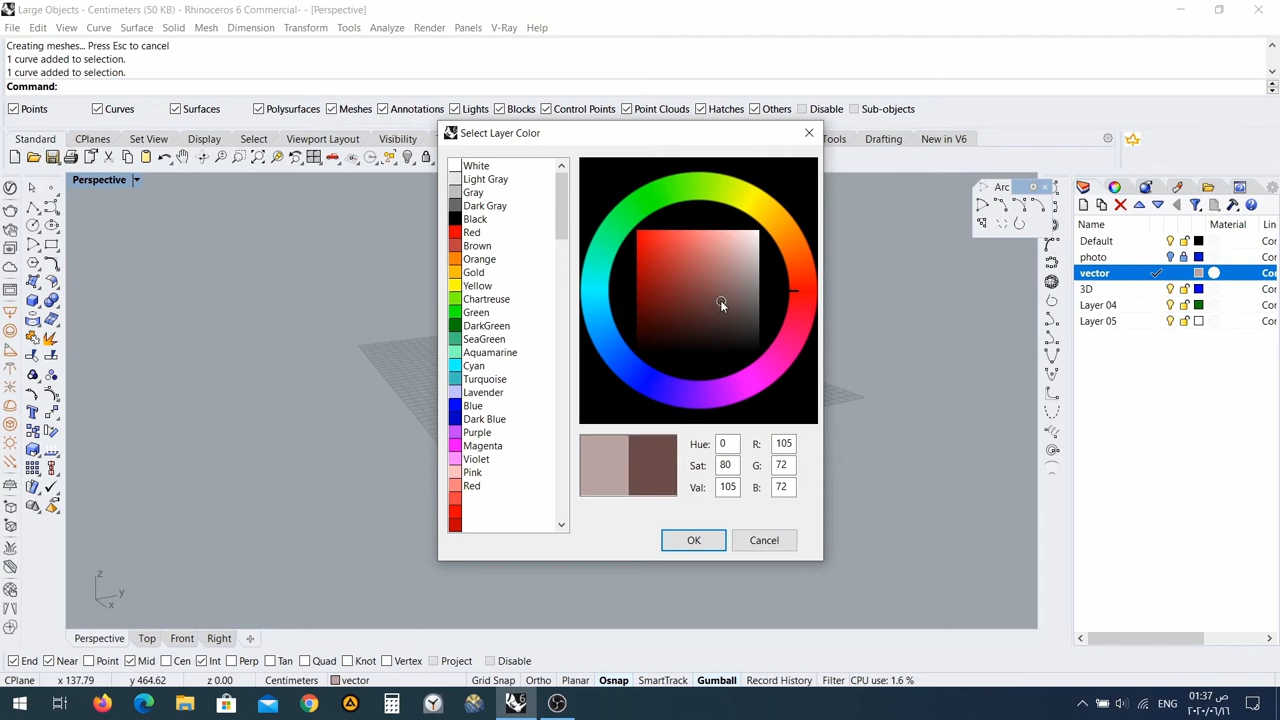 Large Objects - Centimeters (50 KB) - Rhinoceros 6 Commercial- - [Perspective]
File Edit View Curve Surface Solid Mesh Dimension Transform Tools Analyze Render Panels V-Ray Help
Creating meshes... Press Esc to cancel
1 curve added to selection.
1 curve added to selection.
Command:
Points Curves Surfaces Polysurfaces Meshes Annotations Lights Blocks Control Points Point Clouds Hatches Others Disable Sub-objects
Standard CPlanes Set View Display Select Viewport Layout Visibility Tools Drafting New in V6
Select Layer Color
Perspective
Arc
White
Light Gray
Gray
Dark Gray
Black
Red
Brown
Orange
Gold
Yellow
Chartreuse
Green
DarkGreen
SeaGreen
Aquamarine
Cyan
Turquoise
Lavender
Blue
Dark Blue
Purple
Magenta
Violet
Pink
Red
Hue: 0 R: 105
Sat: 80 G: 72
Val: 105 B: 72
OK Cancel
Name Material Lin
Default Con
photo Con
vector Con
3D Con
Layer 04 Con
Layer 05 Con
z
y
x
Perspective Top Front Right
End Near Point Mid Cen Int Perp Tan Quad Knot Vertex Project Disable
CPlane x 137.79 y 464.62 z 0.00 Centimeters vector Grid Snap Ortho Planar Osnap SmartTrack Gumball Record History Filter CPU use: 1.6 %
ENG
01:37 ص